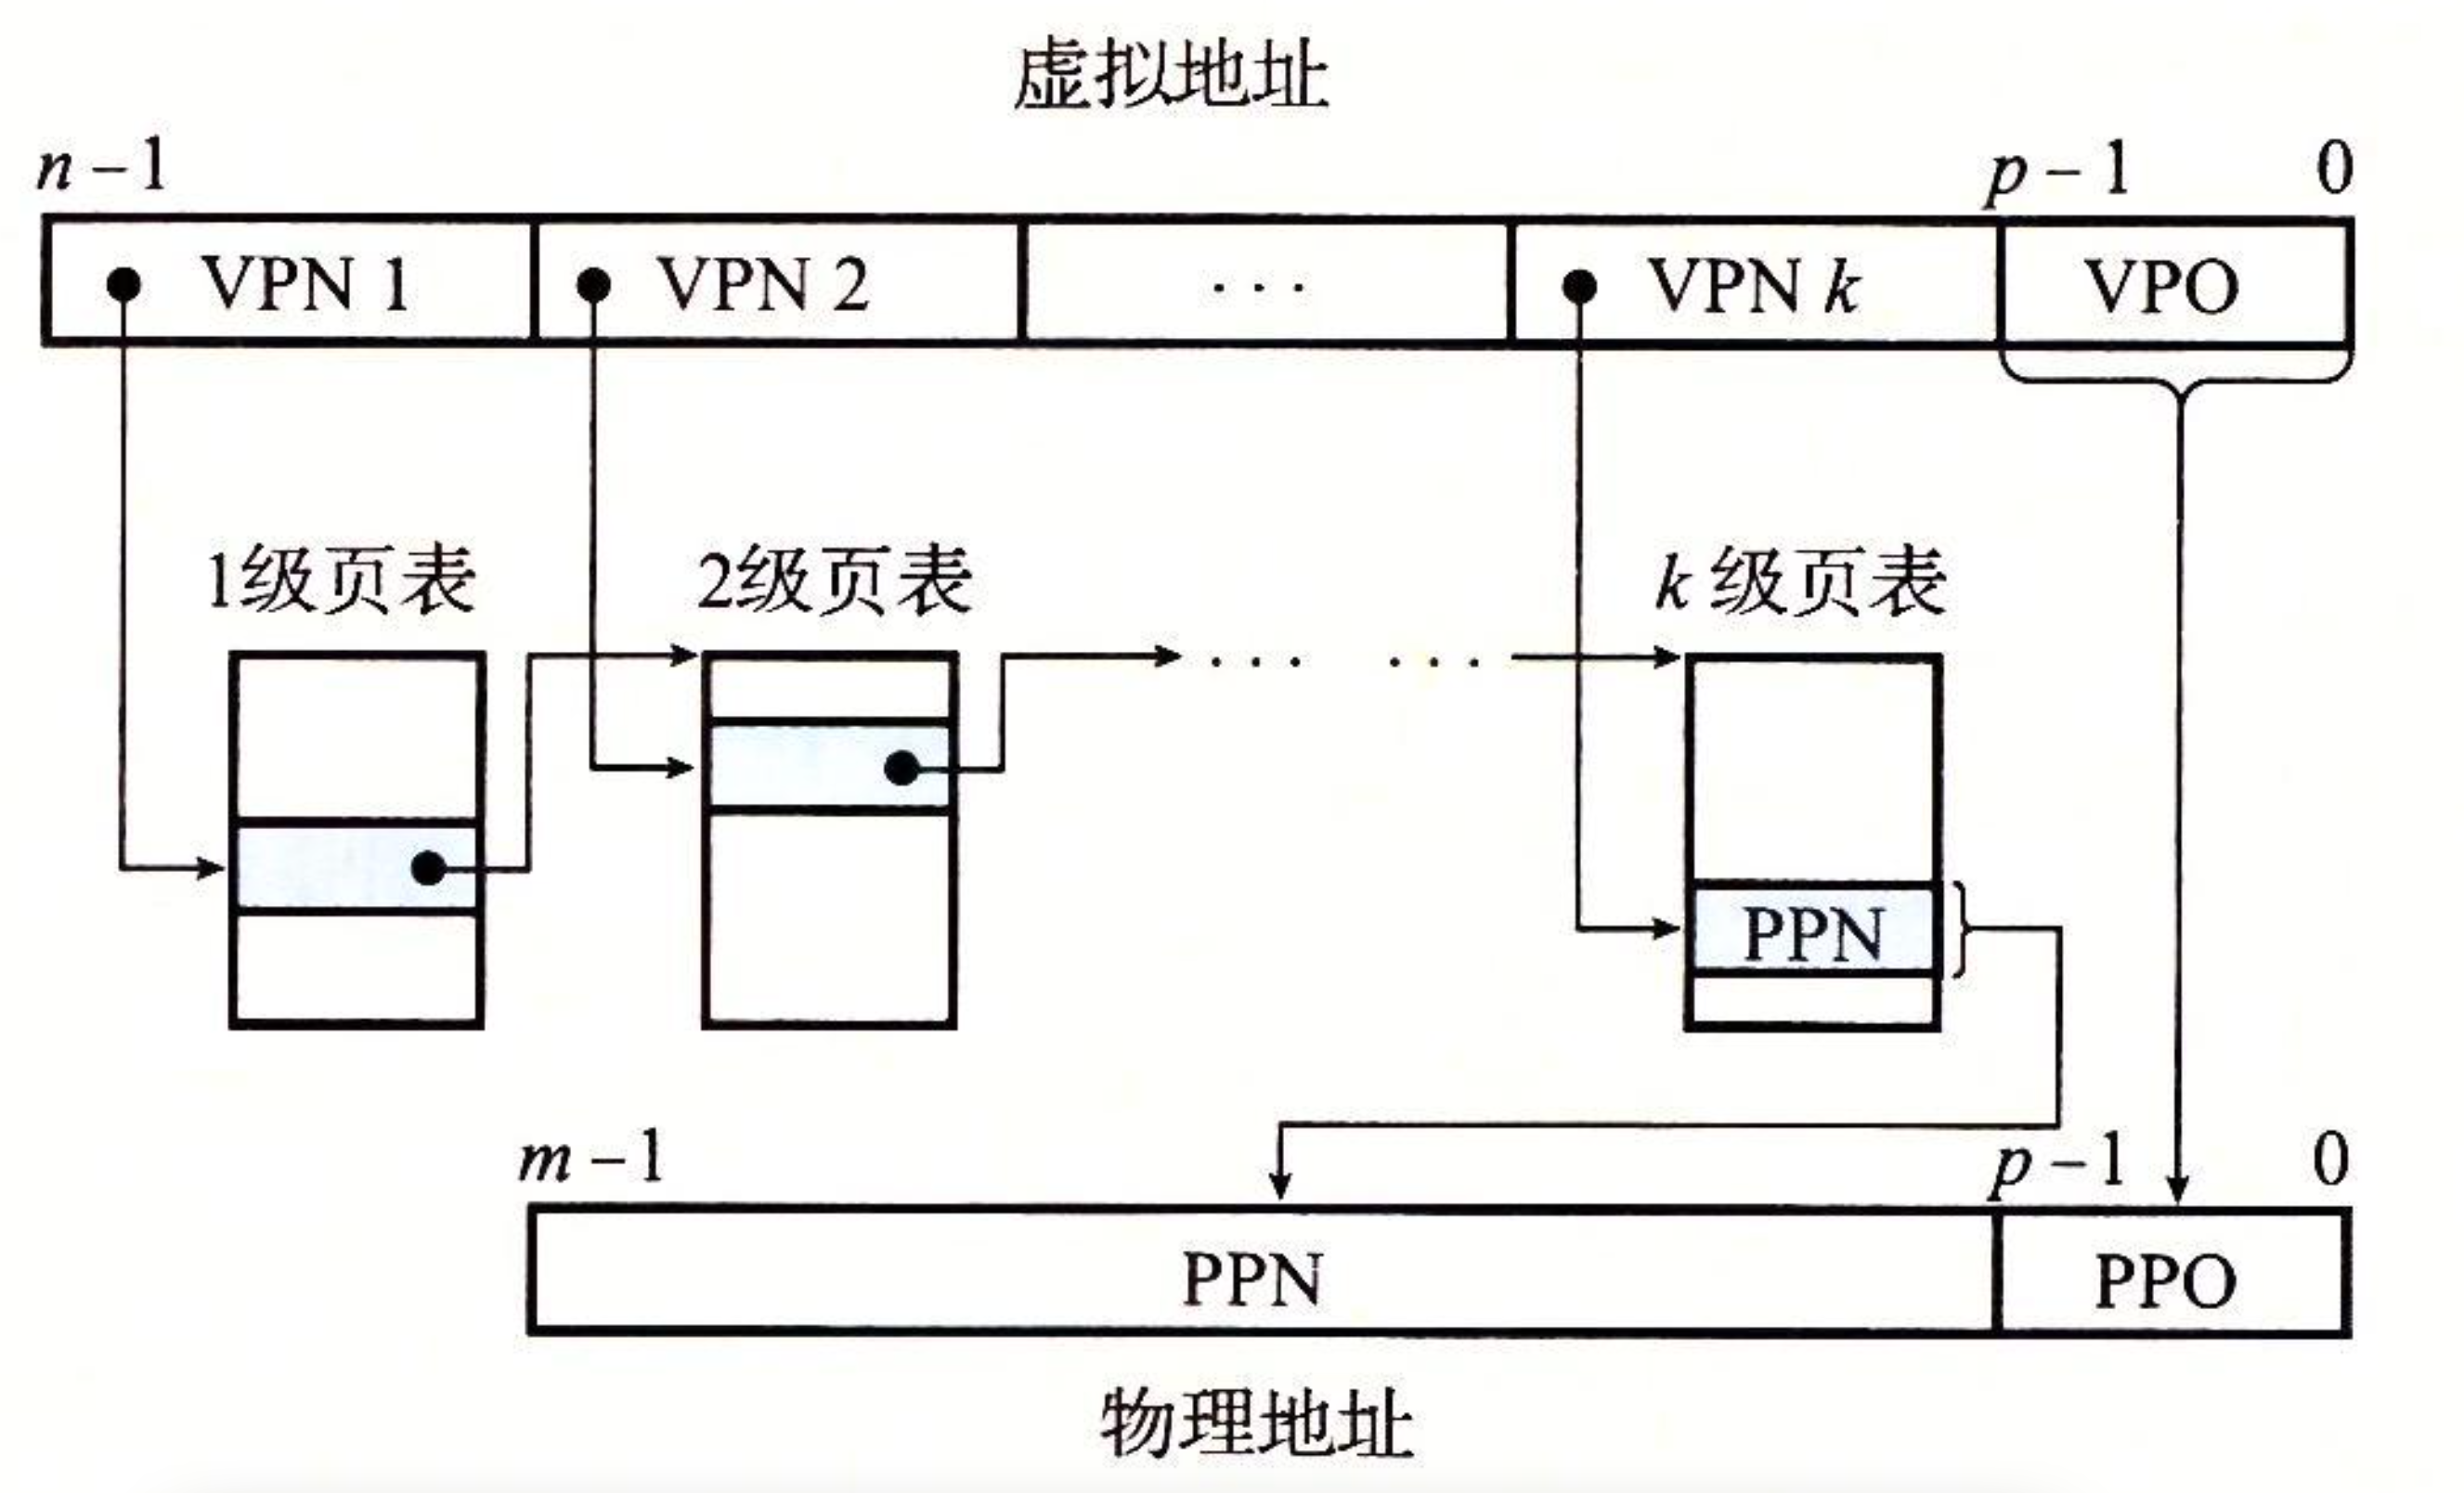 虚拟地址
n – 1 p – 1 0
VPN 1 VPN 2 ··· VPN k VPO
1级页表 2级页表 k 级页表
··· ···
PPN
m – 1 p – 1 0
PPN PPO
物理地址